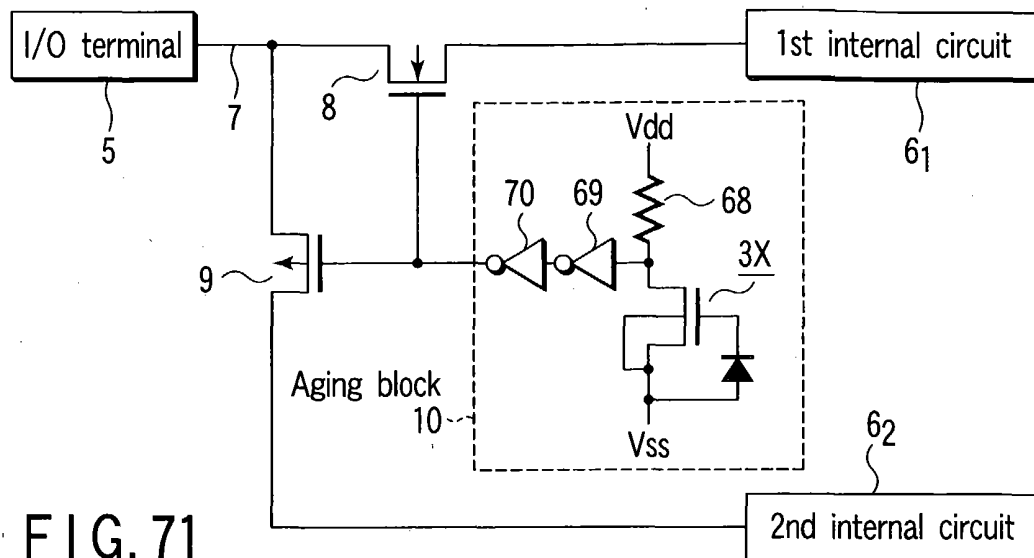 I/O terminal
5
7
8
1st internal circuit
6₁
Vdd
68
70
69
3X
9
Aging block
10
Vss
6₂
2nd internal circuit
FIG. 71